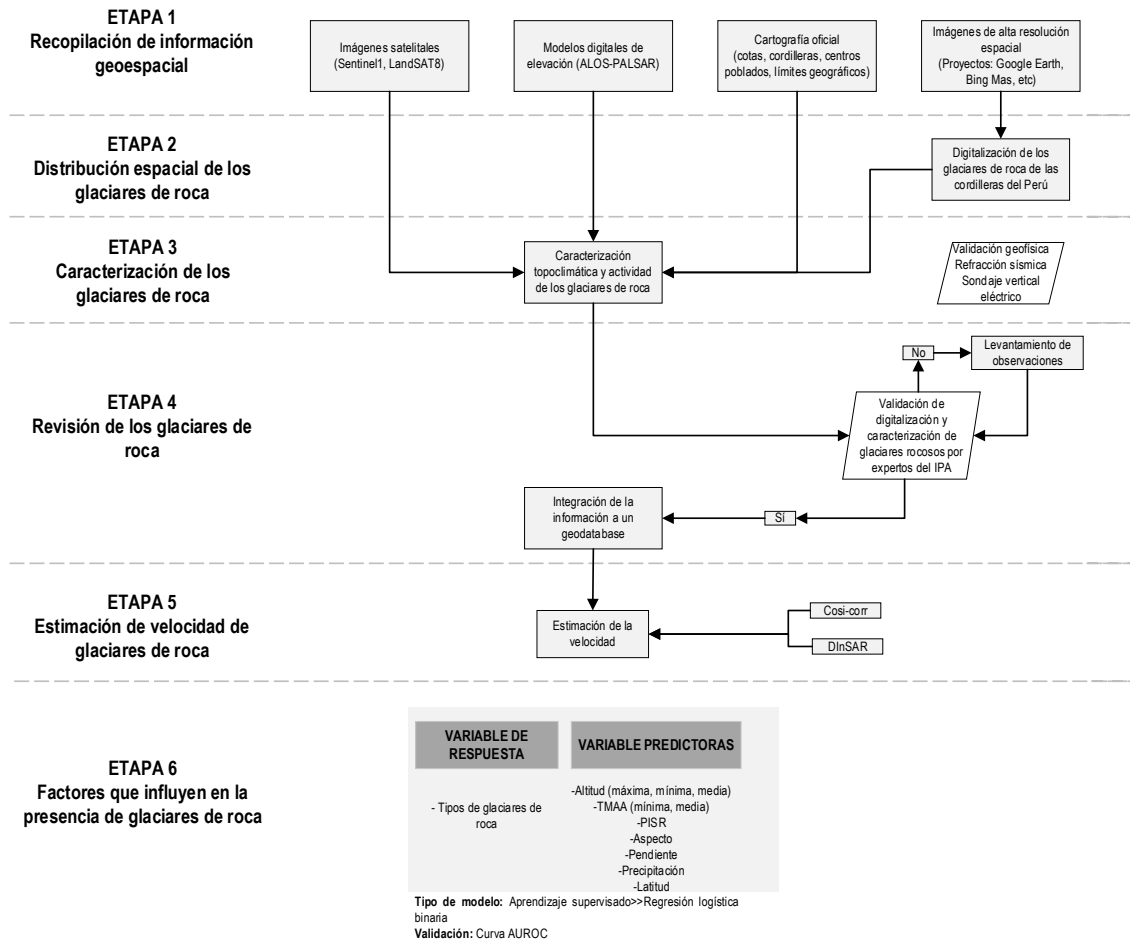 ETAPA 1
Recopilación de información
geoespacial
Imágenes satelitales
(Sentinel1, LandSAT8)
Modelos digitales de
elevación (ALOS-PALSAR)
Cartografía oficial
(cotas, cordilleras, centros
poblados, límites geográficos)
Imágenes de alta resolución
espacial
(Proyectos: Google Earth,
Bing Mas, etc)
ETAPA 2
Distribución espacial de los
glaciares de roca
Digitalización de los
glaciares de roca de las
cordilleras del Perú
ETAPA 3
Caracterización de los
glaciares de roca
Caracterización
topoclimática y actividad
de los glaciares de roca
Validación geofísica
Refracción sísmica
Sondaje vertical
eléctrico
ETAPA 4
Revisión de los glaciares de
roca
No
Levantamiento de
observaciones
Validación de
digitalización y
caracterización de
glaciares rocosos por
expertos del IPA
Sí
Integración de la
información a un
geodatabase
ETAPA 5
Estimación de velocidad de
glaciares de roca
Estimación de la
velocidad
Cosi-corr
DInSAR
ETAPA 6
Factores que influyen en la
presencia de glaciares de roca
VARIABLE DE
RESPUESTA
- Tipos de glaciares de
roca
VARIABLE PREDICTORAS
-Altitud (máxima, mínima, media)
-TMAA (mínima, media)
-PISR
-Aspecto
-Pendiente
-Precipitación
-Latitud
Tipo de modelo: Aprendizaje supervisado>>Regresión logística
binaria
Validación: Curva AUROC